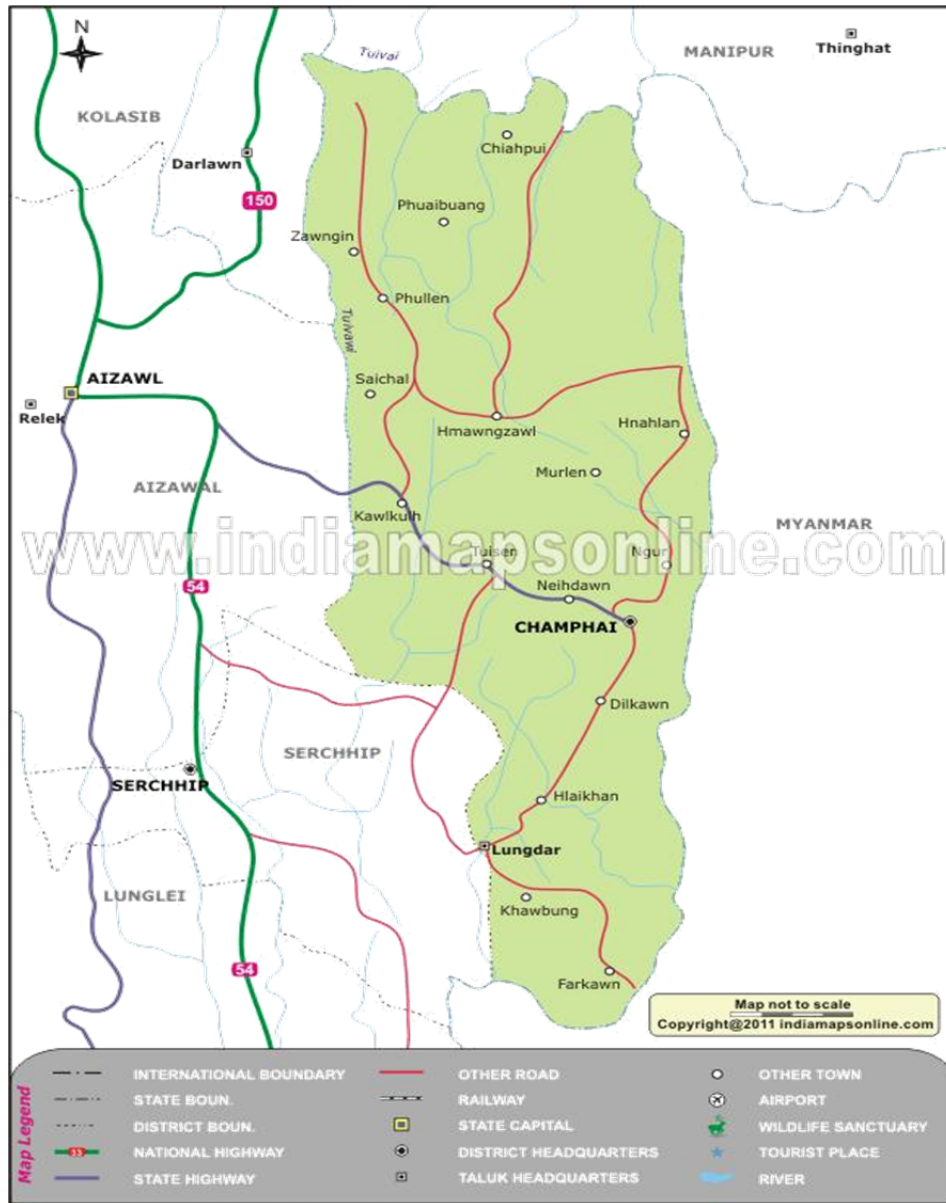 N
Tuivai
MANIPUR
Thinghat
KOLASIB
Darlawn
Chiahpui
150
Phuaibuang
Zawngin
Phullen
Tuivawl
AIZAWL
Saichal
Relek
Hmawngzawl
Hnahlan
Murlen
AIZAWAL
Kawlkulh
MYANMAR
www.indiamapsonline.com
Tuisen
Ngur
54
Neihdawn
CHAMPHAI
Dilkawn
SERCHHIP
SERCHHIP
Hlaikhan
Lungdar
LUNGLEI
Khawbung
54
Farkawn
Map not to scale
Copyright@2011 indiamapsonline.com
Map Legend
INTERNATIONAL BOUNDARY
OTHER ROAD
OTHER TOWN
STATE BOUN.
RAILWAY
AIRPORT
DISTRICT BOUN.
STATE CAPITAL
WILDLIFE SANCTUARY
33
NATIONAL HIGHWAY
DISTRICT HEADQUARTERS
TOURIST PLACE
STATE HIGHWAY
TALUK HEADQUARTERS
RIVER